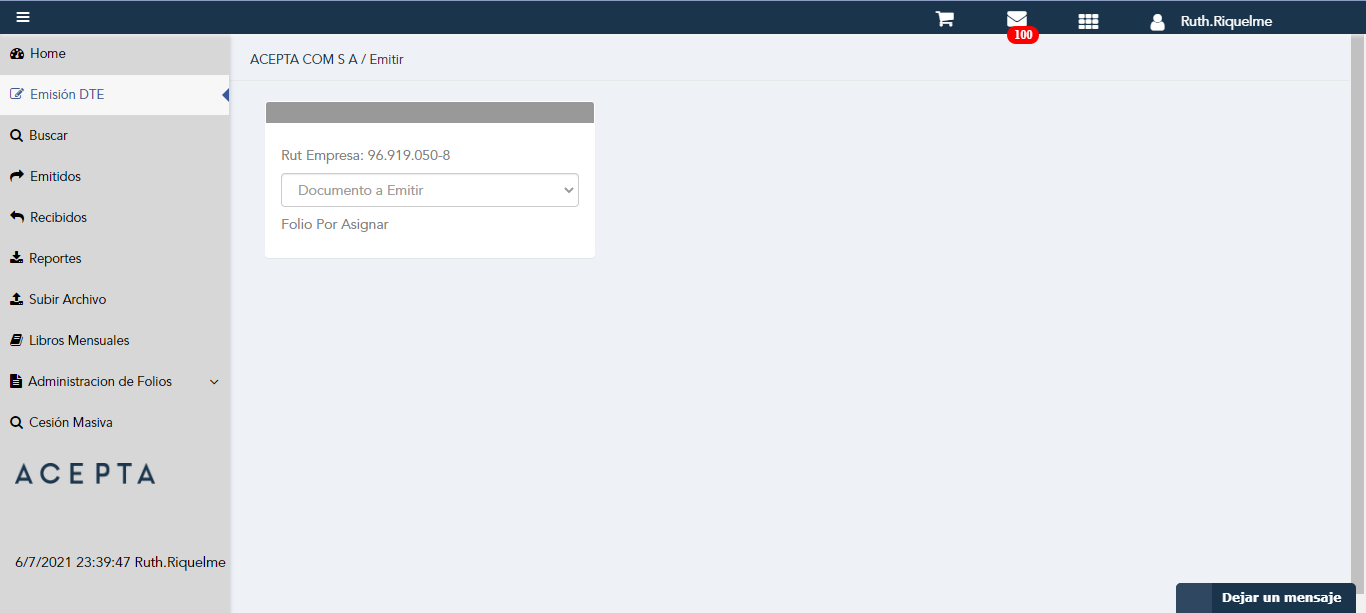 100
Ruth.Riquelme
Home
Emisión DTE
Buscar
Emitidos
Recibidos
Reportes
Subir Archivo
Libros Mensuales
Administracion de Folios
Cesión Masiva
ACEPTA
6/7/2021 23:39:47 Ruth.Riquelme
ACEPTA COM S A / Emitir
Rut Empresa: 96.919.050-8
Documento a Emitir
Folio Por Asignar
Dejar un mensaje